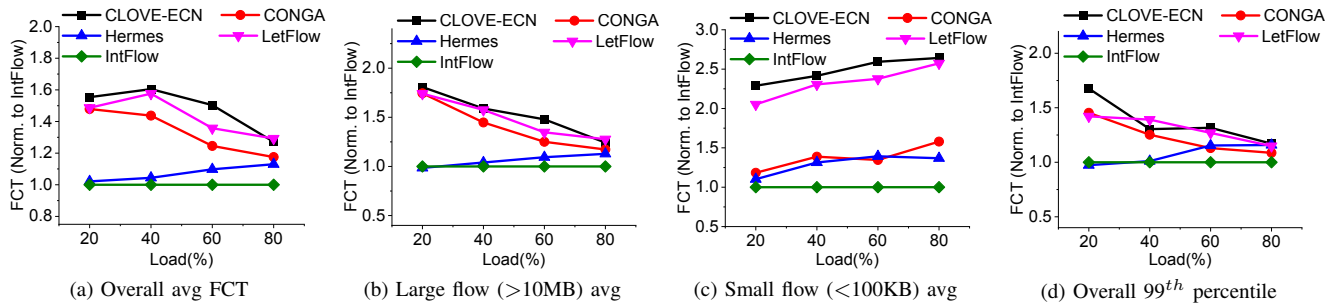 CLOVE-ECN CONGA
Hermes LetFlow
IntFlow
FCT (Norm. to IntFlow)
2.0
1.8
1.6
1.4
1.2
1.0
0.8
20 40 60 80
Load(%)
(a) Overall avg FCT
CLOVE-ECN CONGA
Hermes LetFlow
IntFlow
FCT (Norm. to IntFlow)
1.75
1.5
1.0
0.5
20 40 60 80
Load(%)
(b) Large flow (>10MB) avg
CLOVE-ECN CONGA
Hermes LetFlow
IntFlow
FCT (Norm. to IntFlow)
3.0
2.5
2.0
1.5
1.0
0.5
20 40 60 80
Load(%)
(c) Small flow (<100KB) avg
CLOVE-ECN CONGA
Hermes LetFlow
IntFlow
FCT (Norm. to IntFlow)
2.0
1.5
1.0
0.5
20 40 60 80
Load(%)
(d) Overall 99th percentile